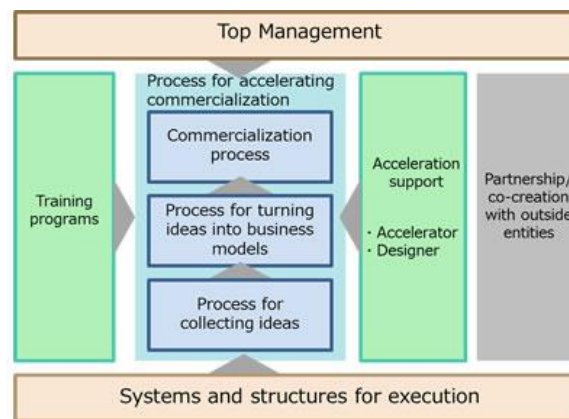 Top Management
Process for accelerating
commercialization
Commercialization
process
Process for turning
ideas into business
models
Process for
collecting ideas
Training
programs
Acceleration
support
・Accelerator
・Designer
Partnership/
co-creation
with outside
entities
Systems and structures for execution